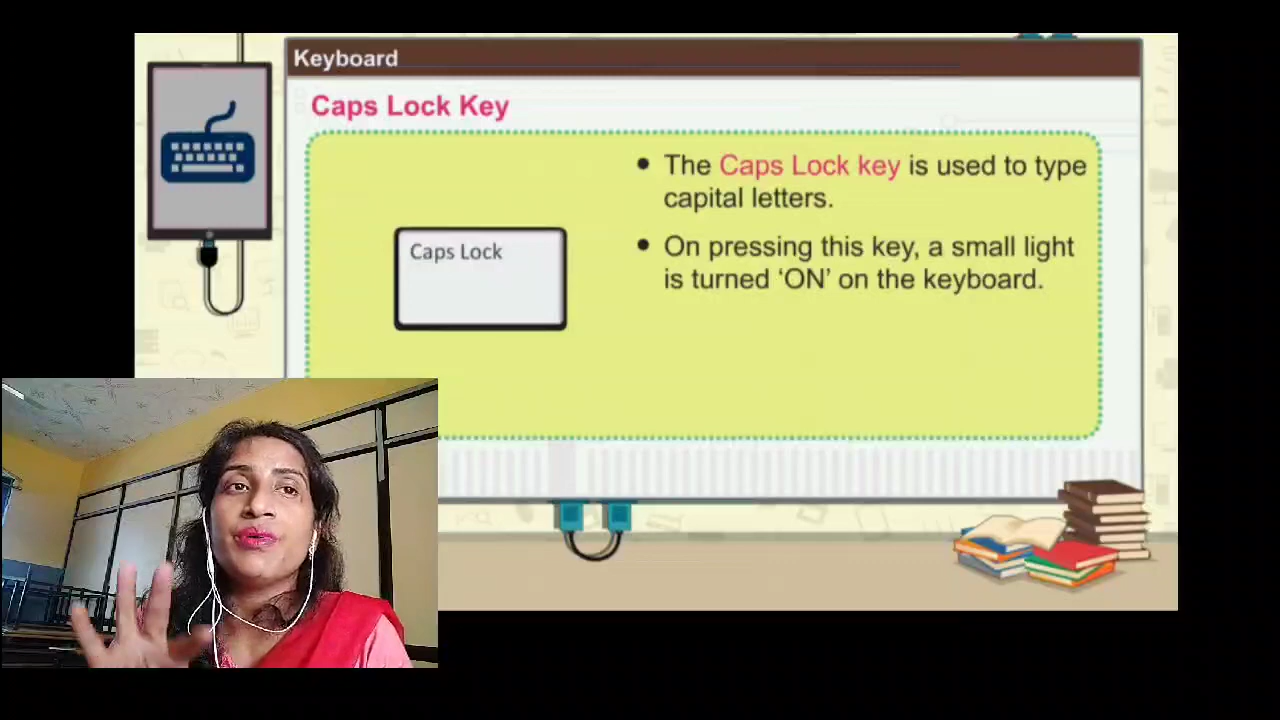 Keyboard
Caps Lock Key
• The Caps Lock key is used to type
capital letters.
• On pressing this key, a small light
is turned ‘ON’ on the keyboard.
Caps Lock